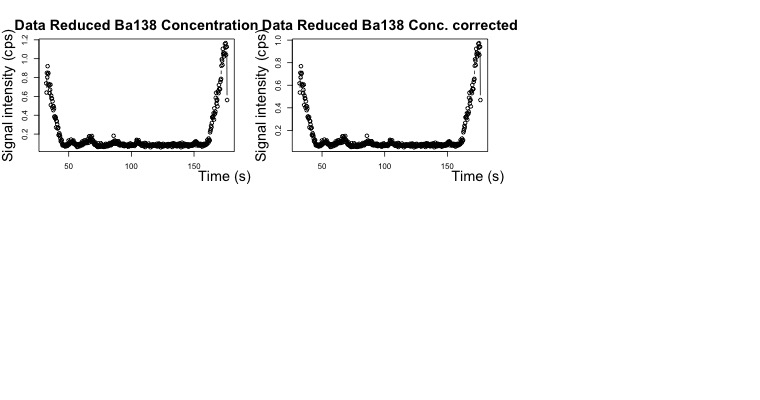 Data Reduced Ba138 Concentration
Signal intensity (cps)
1.2
1.0
0.8
0.6
0.4
0.2
50
100
150
Time (s)
Data Reduced Ba138 Conc. corrected
Signal intensity (cps)
1.0
0.8
0.6
0.4
0.2
50
100
150
Time (s)